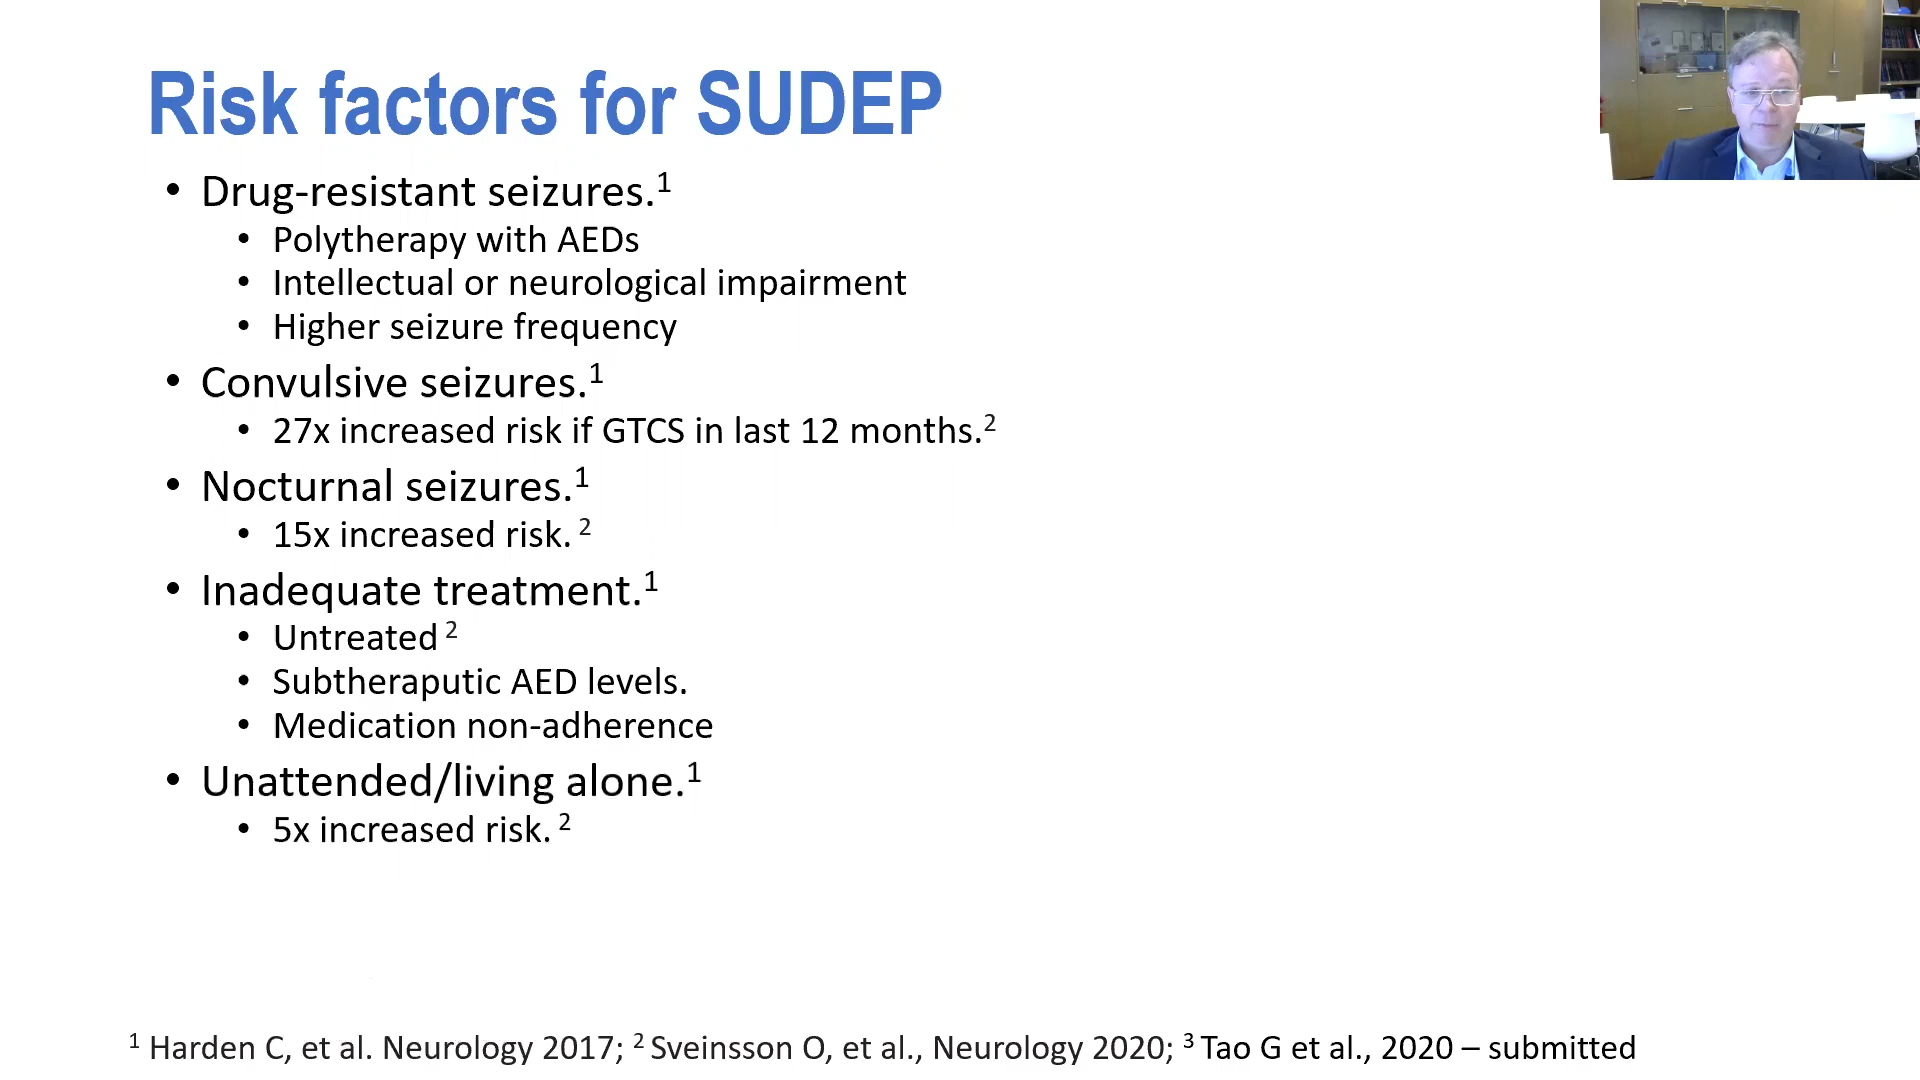 Risk factors for SUDEP
• Drug-resistant seizures.¹
• Polytherapy with AEDs
• Intellectual or neurological impairment
• Higher seizure frequency
• Convulsive seizures.¹
• 27x increased risk if GTCS in last 12 months.²
• Nocturnal seizures.¹
• 15x increased risk. ²
• Inadequate treatment.¹
• Untreated ²
• Subtheraputic AED levels.
• Medication non-adherence
• Unattended/living alone.¹
• 5x increased risk. ²
¹ Harden C, et al. Neurology 2017; ² Sveinsson O, et al., Neurology 2020; ³ Tao G et al., 2020 – submitted